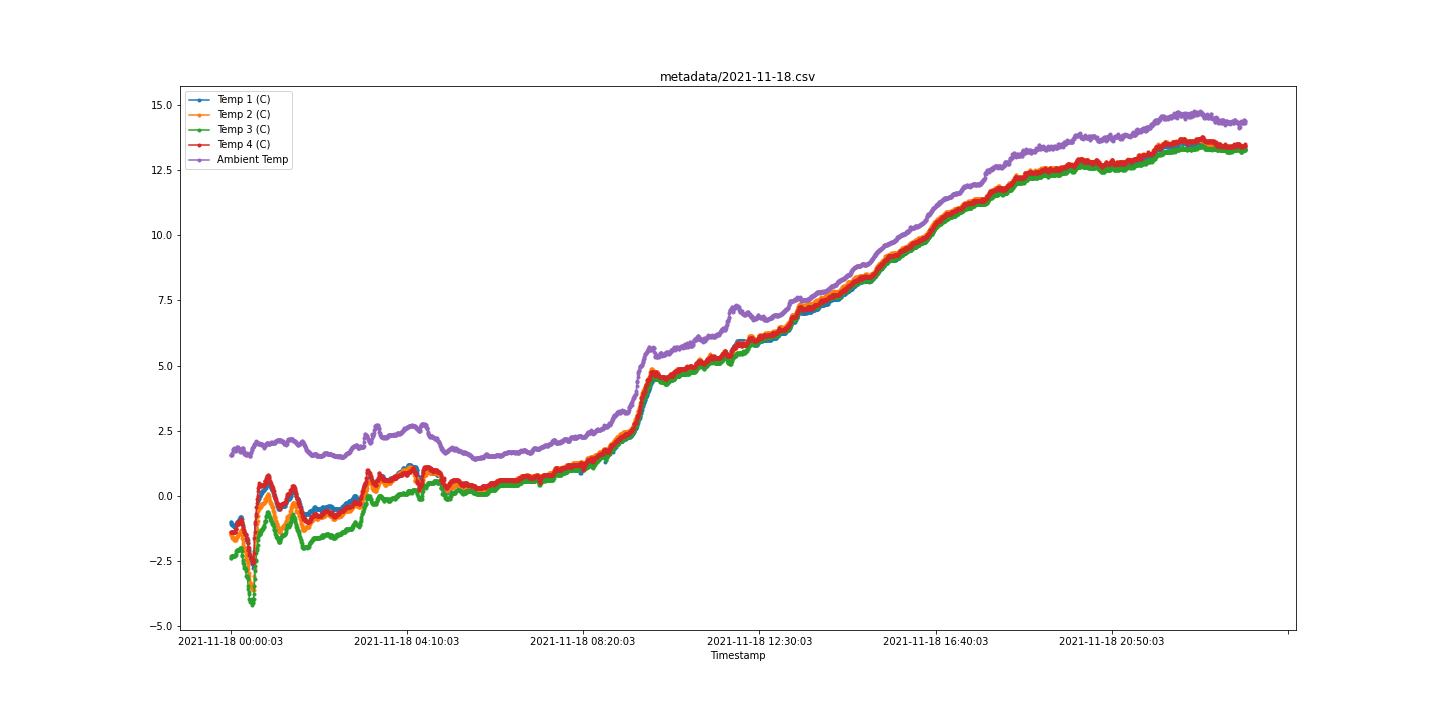 metadata/2021-11-18.csv
Temp 1 (C)
Temp 2 (C)
Temp 3 (C)
Temp 4 (C)
Ambient Temp
15.0
12.5
10.0
7.5
5.0
2.5
0.0
−2.5
−5.0
2021-11-18 00:00:03 2021-11-18 04:10:03 2021-11-18 08:20:03 2021-11-18 12:30:03 2021-11-18 16:40:03 2021-11-18 20:50:03
Timestamp